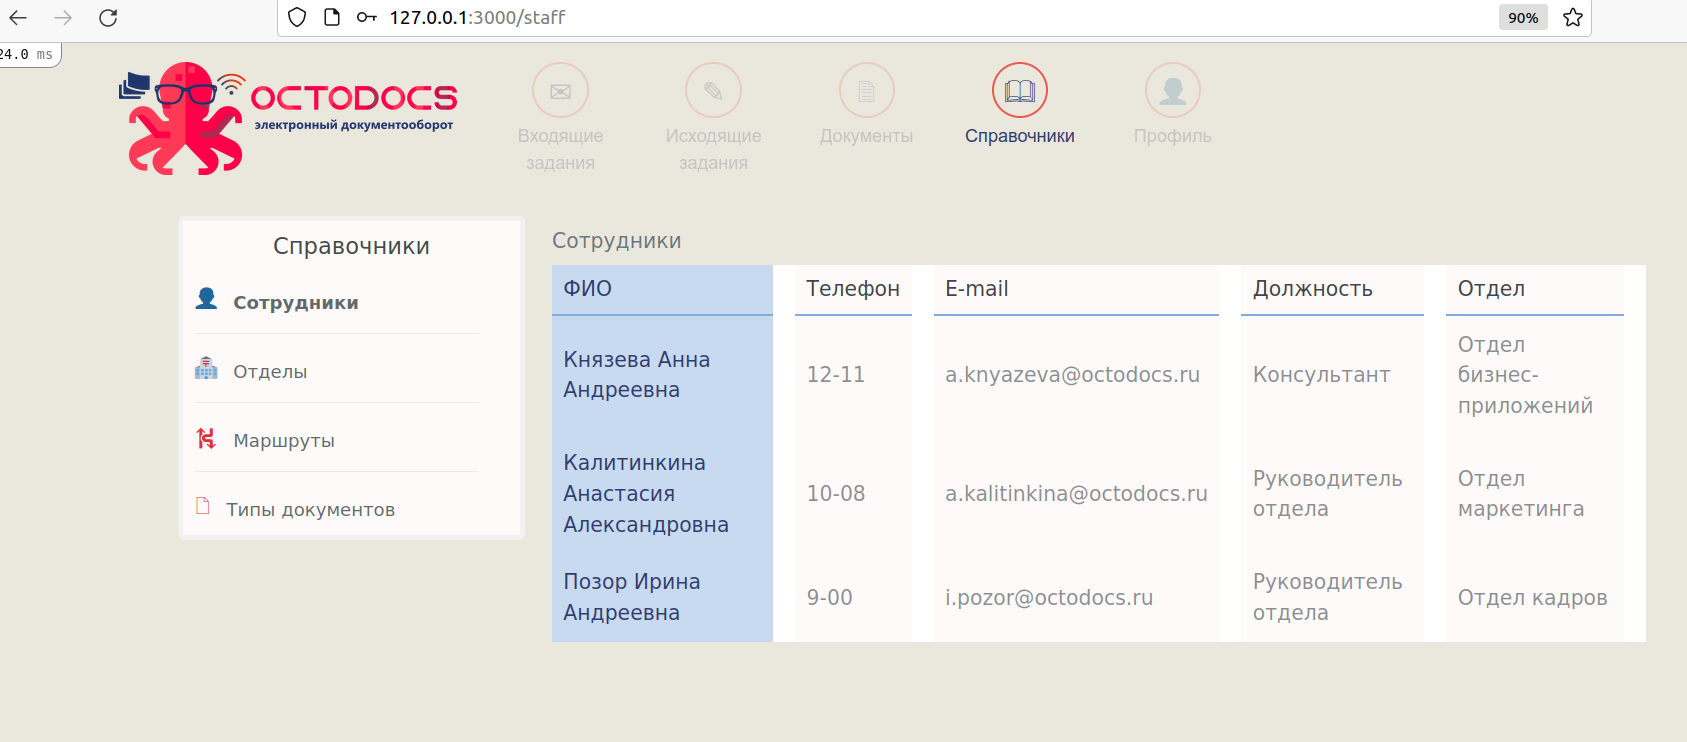 127.0.0.1:3000/staff
90%
24.0 ms
OCTODOCS
электронный документооборот
Входящие
задания
Исходящие
задания
Документы
Справочники
Профиль
Справочники
Сотрудники
Отделы
Маршруты
Типы документов
Сотрудники
ФИО Телефон E-mail Должность Отдел
Князева Анна
Андреевна
12-11
a.knyazeva@octodocs.ru
Консультант
Отдел
бизнес-
приложений
Калитинкина
Анастасия
Александровна
10-08
a.kalitinkina@octodocs.ru
Руководитель
отдела
Отдел
маркетинга
Позор Ирина
Андреевна
9-00
i.pozor@octodocs.ru
Руководитель
отдела
Отдел кадров